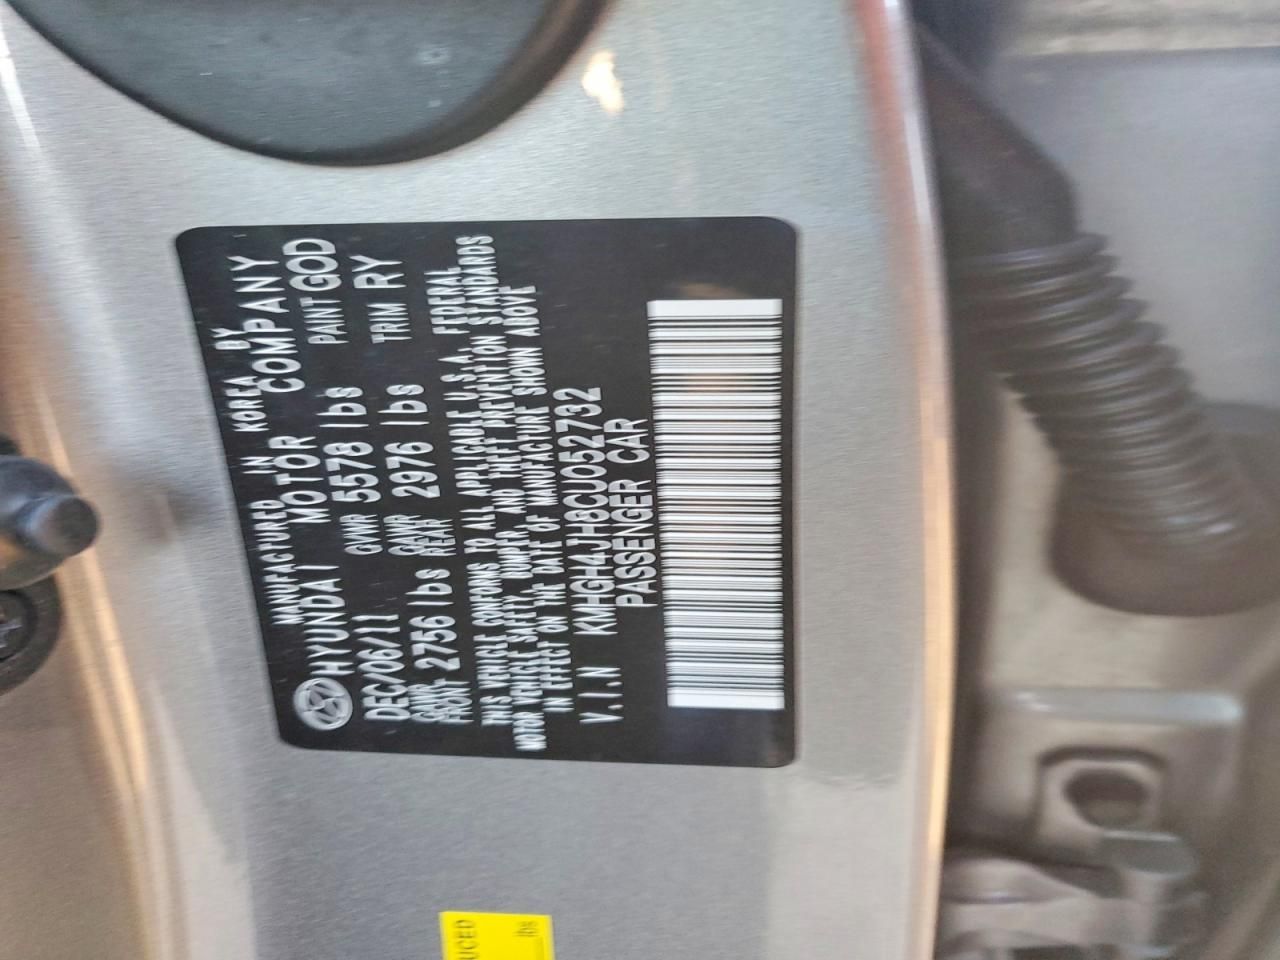 MANUFACTURED IN KOREA BY
HYUNDAI MOTOR COMPANY
DEC/06/11 GVWR 5578 lbs PAINT GOD
GAWR FRONT 2756 lbs GAWR REAR 2976 lbs TRIM RY
THIS VEHICLE CONFORMS TO ALL APPLICABLE U.S.A. FEDERAL
MOTOR VEHICLE SAFETY, BUMPER, AND THEFT PREVENTION STANDARDS
IN EFFECT ON THE DATE OF MANUFACTURE SHOWN ABOVE
V.I.N KMHGH4JH8CU052732
PASSENGER CAR
UCED
lbs